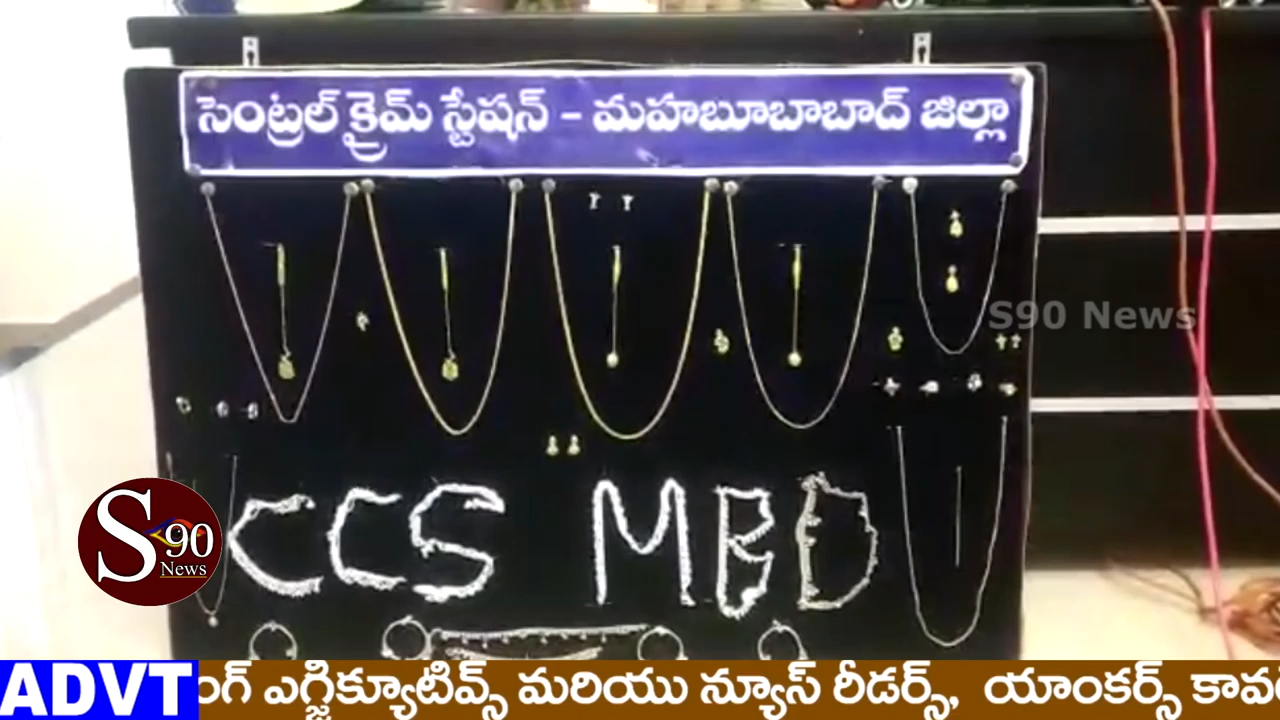 సెంట్రల్ క్రైమ్ స్టేషన్ - మహబూబాబాద్ జిల్లా
S90 News
CCS MBD
S90
News
ADVT ంగ్ ఎగ్జిక్యూటివ్స్ మరియు న్యూస్ రీడర్స్, యాంకర్స్